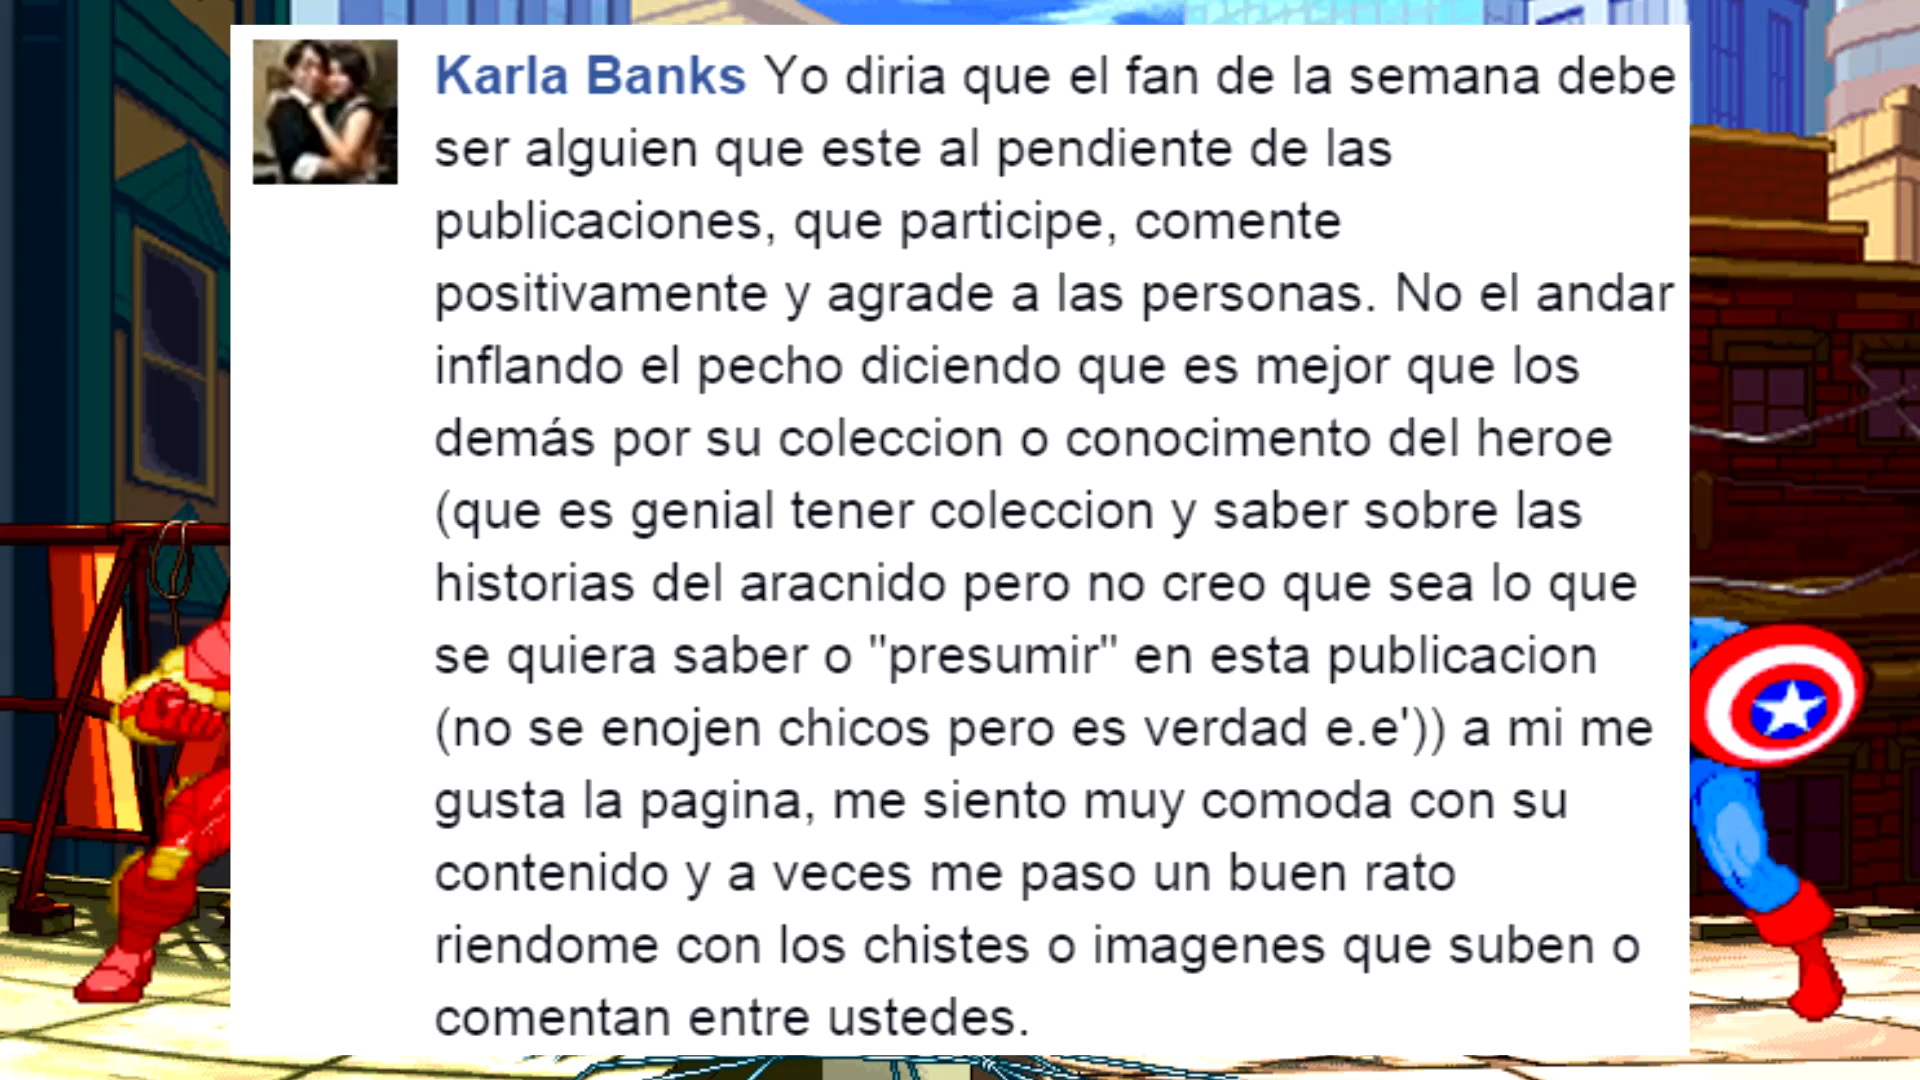 Karla Banks Yo diria que el fan de la semana debe
ser alguien que este al pendiente de las
publicaciones, que participe, comente
positivamente y agrade a las personas. No el andar
inflando el pecho diciendo que es mejor que los
demás por su coleccion o conocimento del heroe
(que es genial tener coleccion y saber sobre las
historias del aracnido pero no creo que sea lo que
se quiera saber o "presumir" en esta publicacion
(no se enojen chicos pero es verdad e.e')) a mi me
gusta la pagina, me siento muy comoda con su
contenido y a veces me paso un buen rato
riendome con los chistes o imagenes que suben o
comentan entre ustedes.